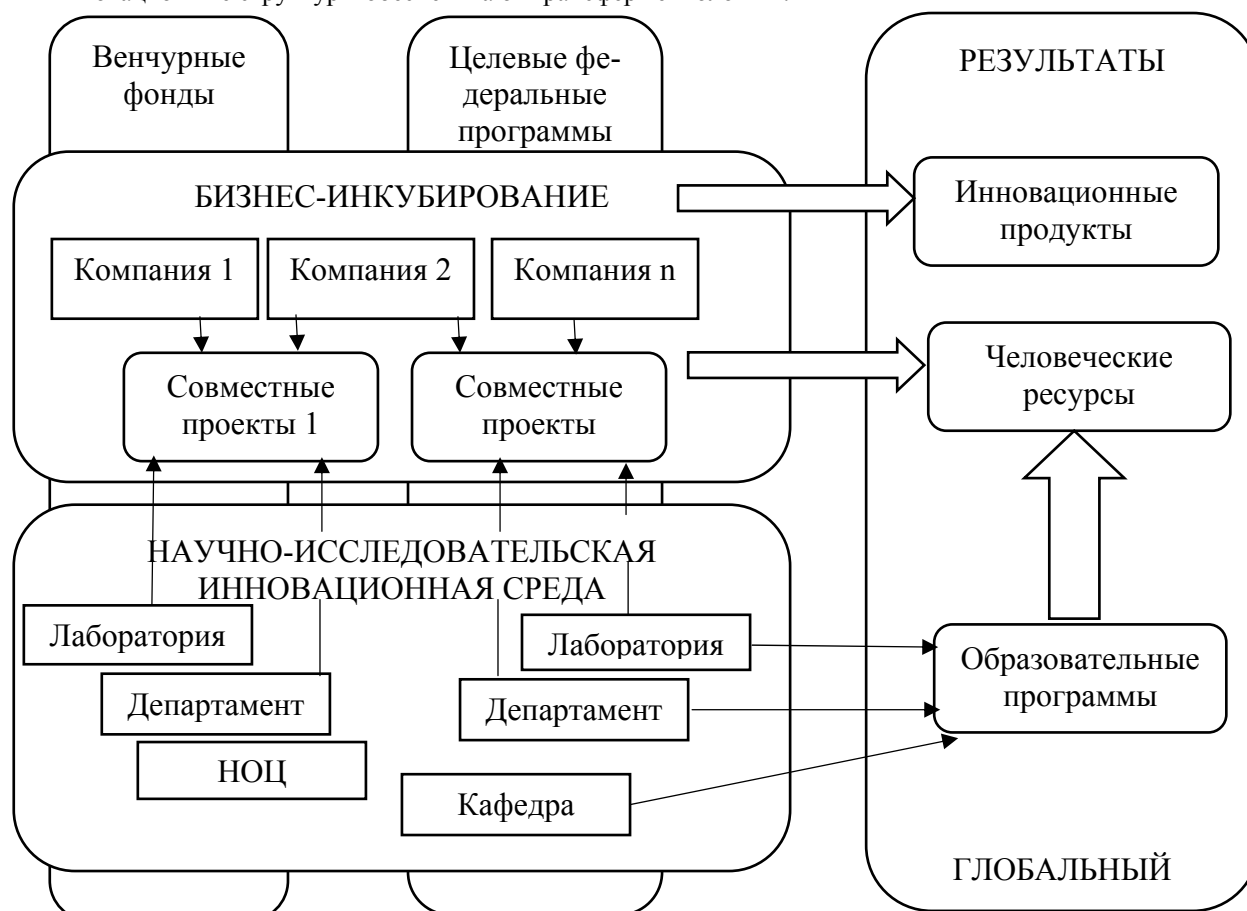 Венчурные
фонды
Целевые фе-
деральные
программы
РЕЗУЛЬТАТЫ
БИЗНЕС-ИНКУБИРОВАНИЕ
Инновационные
продукты
Компания 1
Компания 2
Компания n
Совместные
проекты 1
Совместные
проекты
Человеческие
ресурсы
НАУЧНО-ИССЛЕДОВАТЕЛЬСКАЯ
ИННОВАЦИОННАЯ СРЕДА
Лаборатория
Лаборатория
Департамент
Департамент
НОЦ
Кафедра
Образовательные
программы
ГЛОБАЛЬНЫЙ